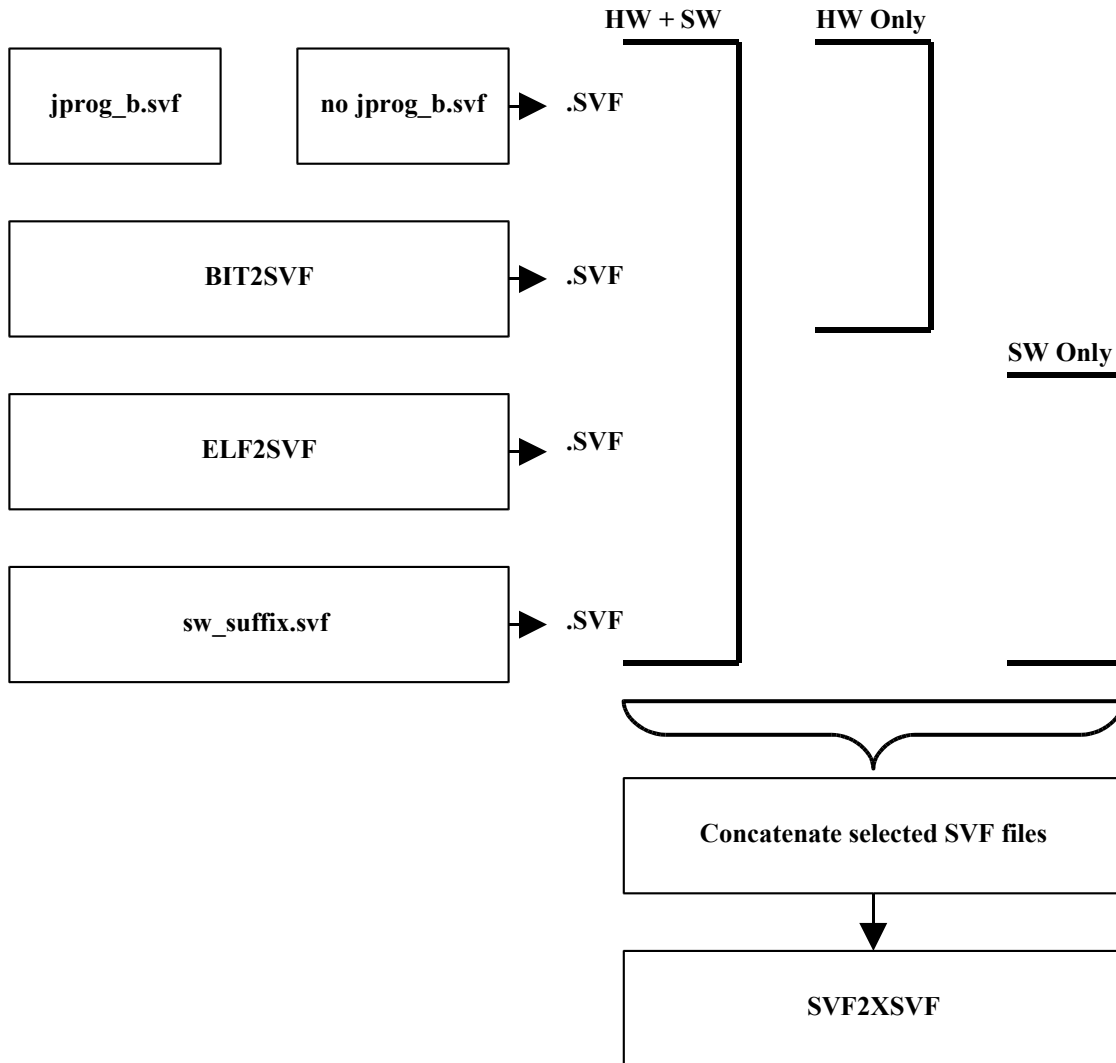 HW + SW
HW Only
jprog_b.svf
no jprog_b.svf
.SVF
BIT2SVF
.SVF
SW Only
ELF2SVF
.SVF
sw_suffix.svf
.SVF
Concatenate selected SVF files
SVF2XSVF